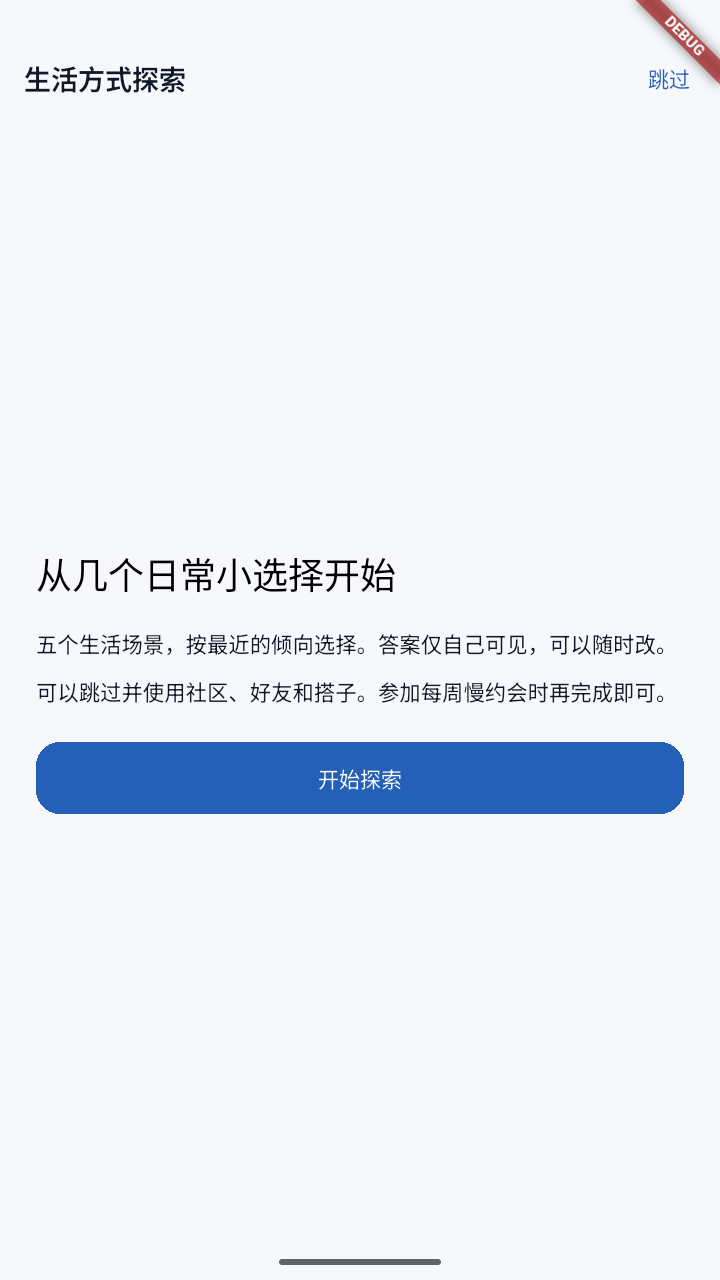 DEBUG
生活方式探索
跳过
从几个日常小选择开始
五个生活场景，按最近的倾向选择。答案仅自己可见，可以随时改。
可以跳过并使用社区、好友和搭子。参加每周慢约会时再完成即可。
开始探索